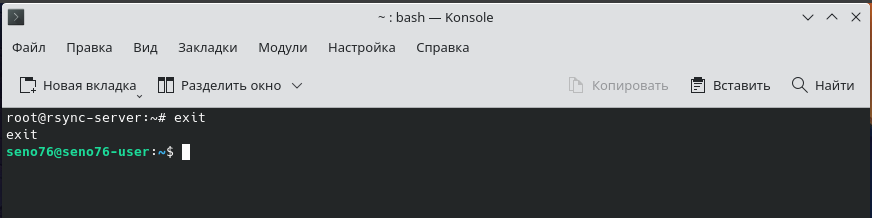 ~ : bash — Konsole
Файл Правка Вид Закладки Модули Настройка Справка
Новая вкладка Разделить окно Копировать Вставить Найти
root@rsync-server:~# exit
exit
seno76@seno76-user:~$